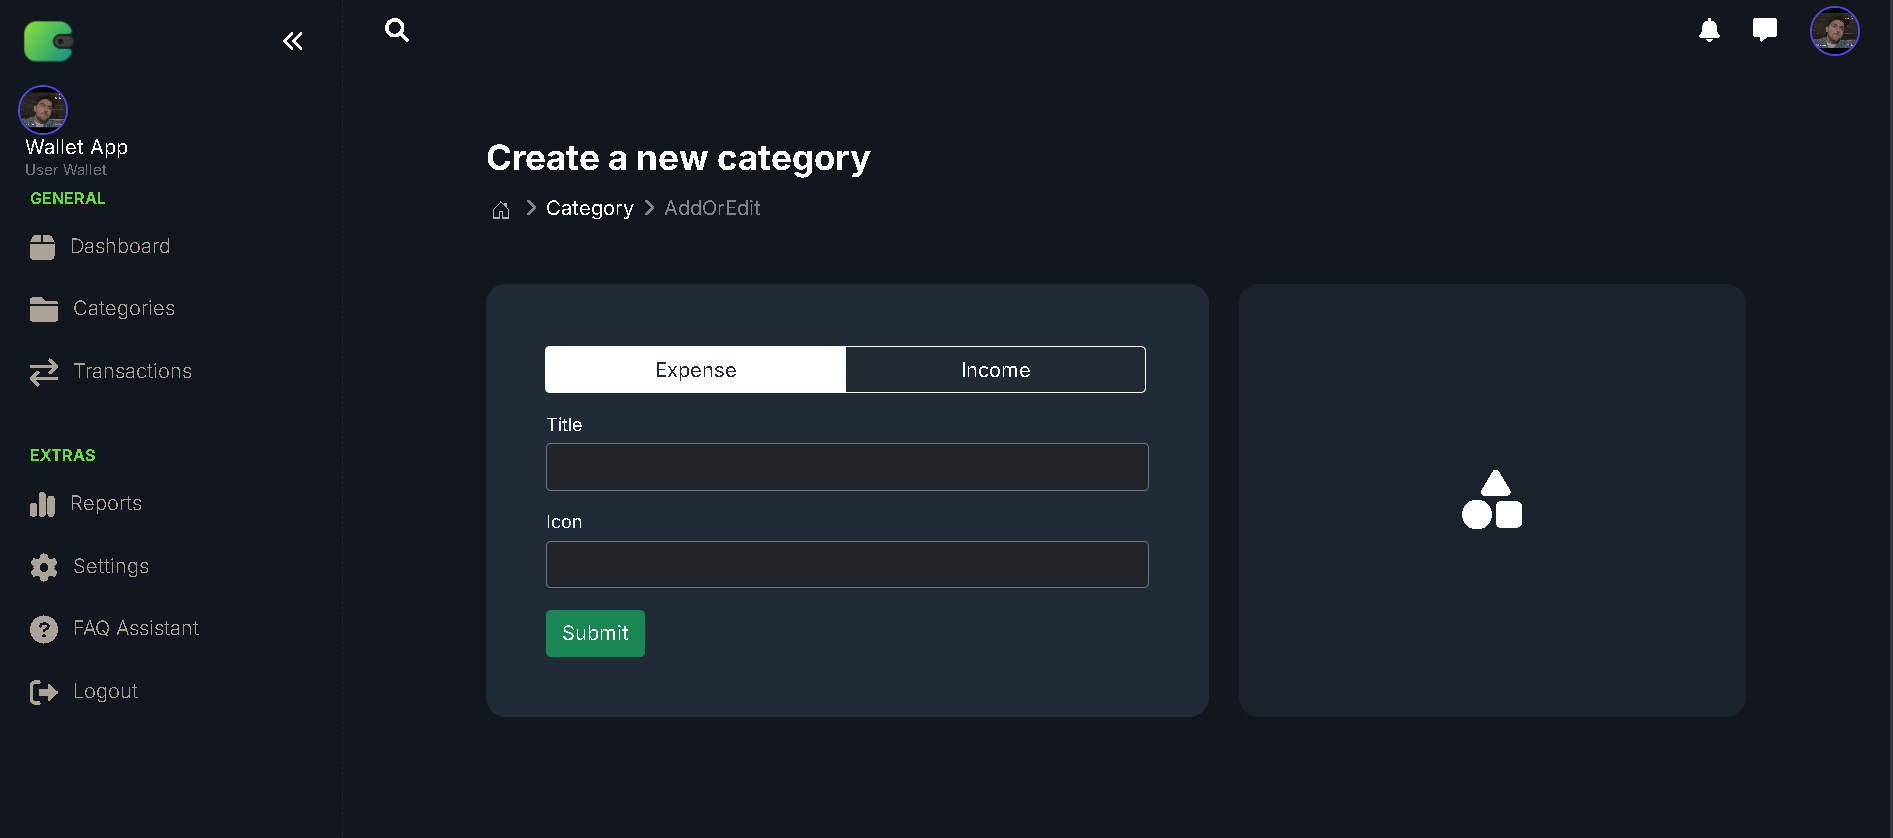 Wallet App
User Wallet
GENERAL
Dashboard
Categories
Transactions
EXTRAS
Reports
Settings
FAQ Assistant
Logout
Create a new category
Category
AddOrEdit
Expense
Income
Title
Icon
Submit